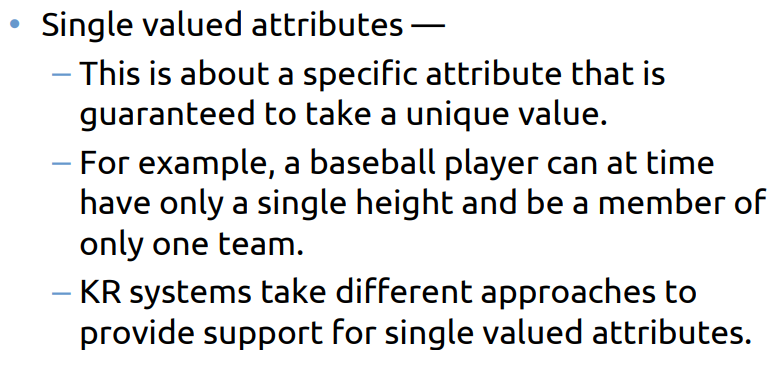 • Single valued attributes —
– This is about a specific attribute that is
guaranteed to take a unique value.
– For example, a baseball player can at time
have only a single height and be a member of
only one team.
– KR systems take different approaches to
provide support for single valued attributes.